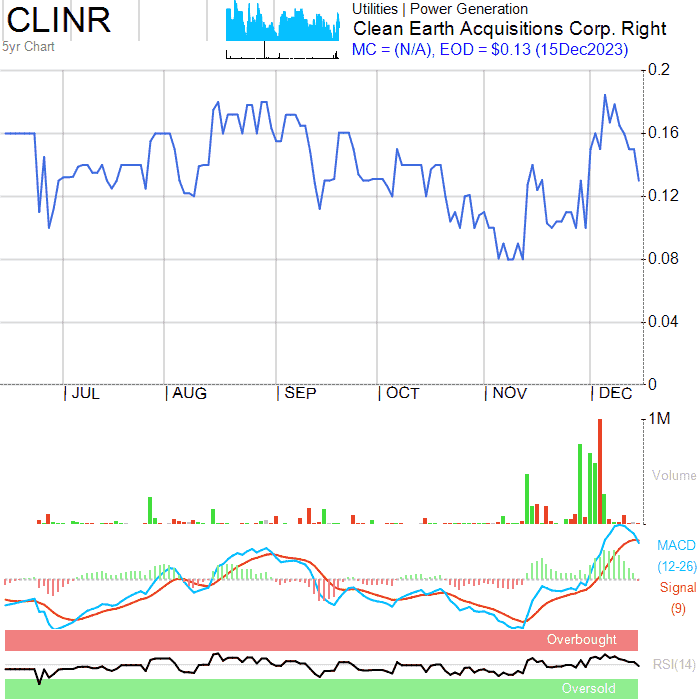 CLINR
5yr Chart
Utilities | Power Generation
Clean Earth Acquisitions Corp. Right
MC = (N/A), EOD = $0.13 (15Dec2023)
0.2
0.16
0.12
0.08
0.04
0
JUL AUG SEP OCT NOV DEC
1M
Volume
MACD
(12-26)
Signal
(9)
Overbought
RSI(14)
Oversold